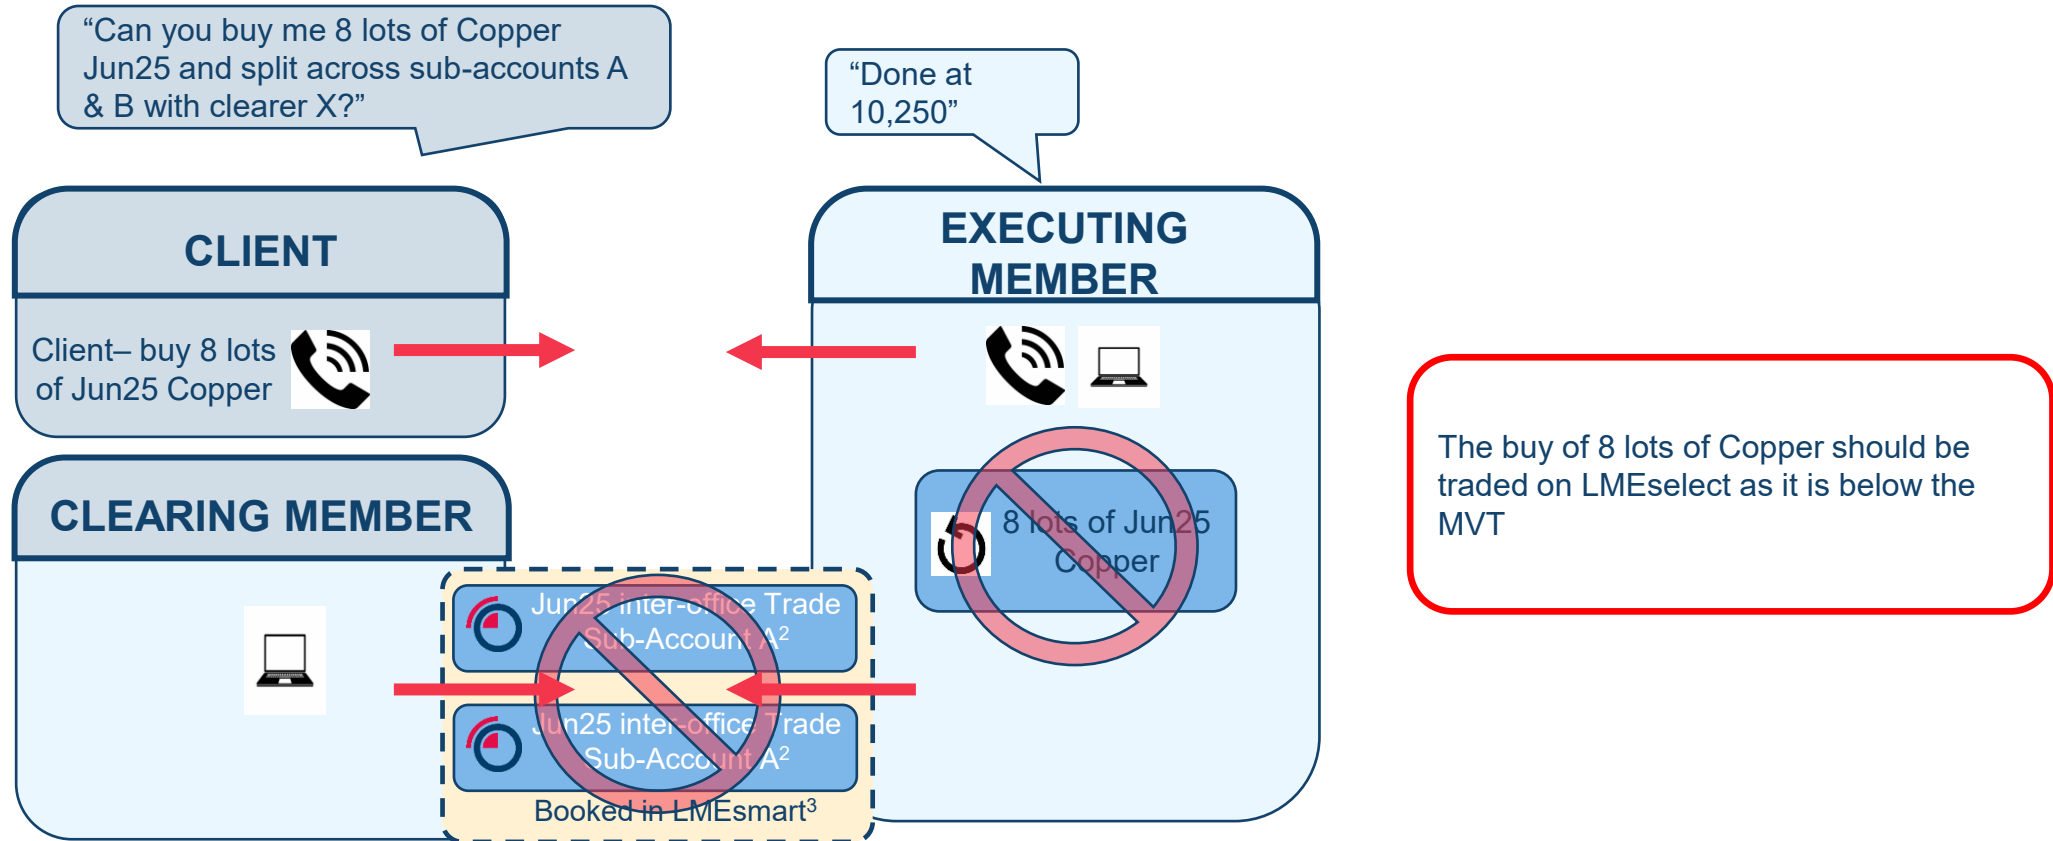 “Can you buy me 8 lots of Copper
Jun25 and split across sub-accounts A
& B with clearer X?”
“Done at
10,250”
CLIENT
Client– buy 8 lots
of Jun25 Copper
EXECUTING
MEMBER
8 lots of Jun25
Copper
CLEARING MEMBER
Jun25 inter-office Trade
Sub-Account A²
Jun25 inter-office Trade
Sub-Account A²
Booked in LMEsmart³
The buy of 8 lots of Copper should be
traded on LMEselect as it is below the
MVT